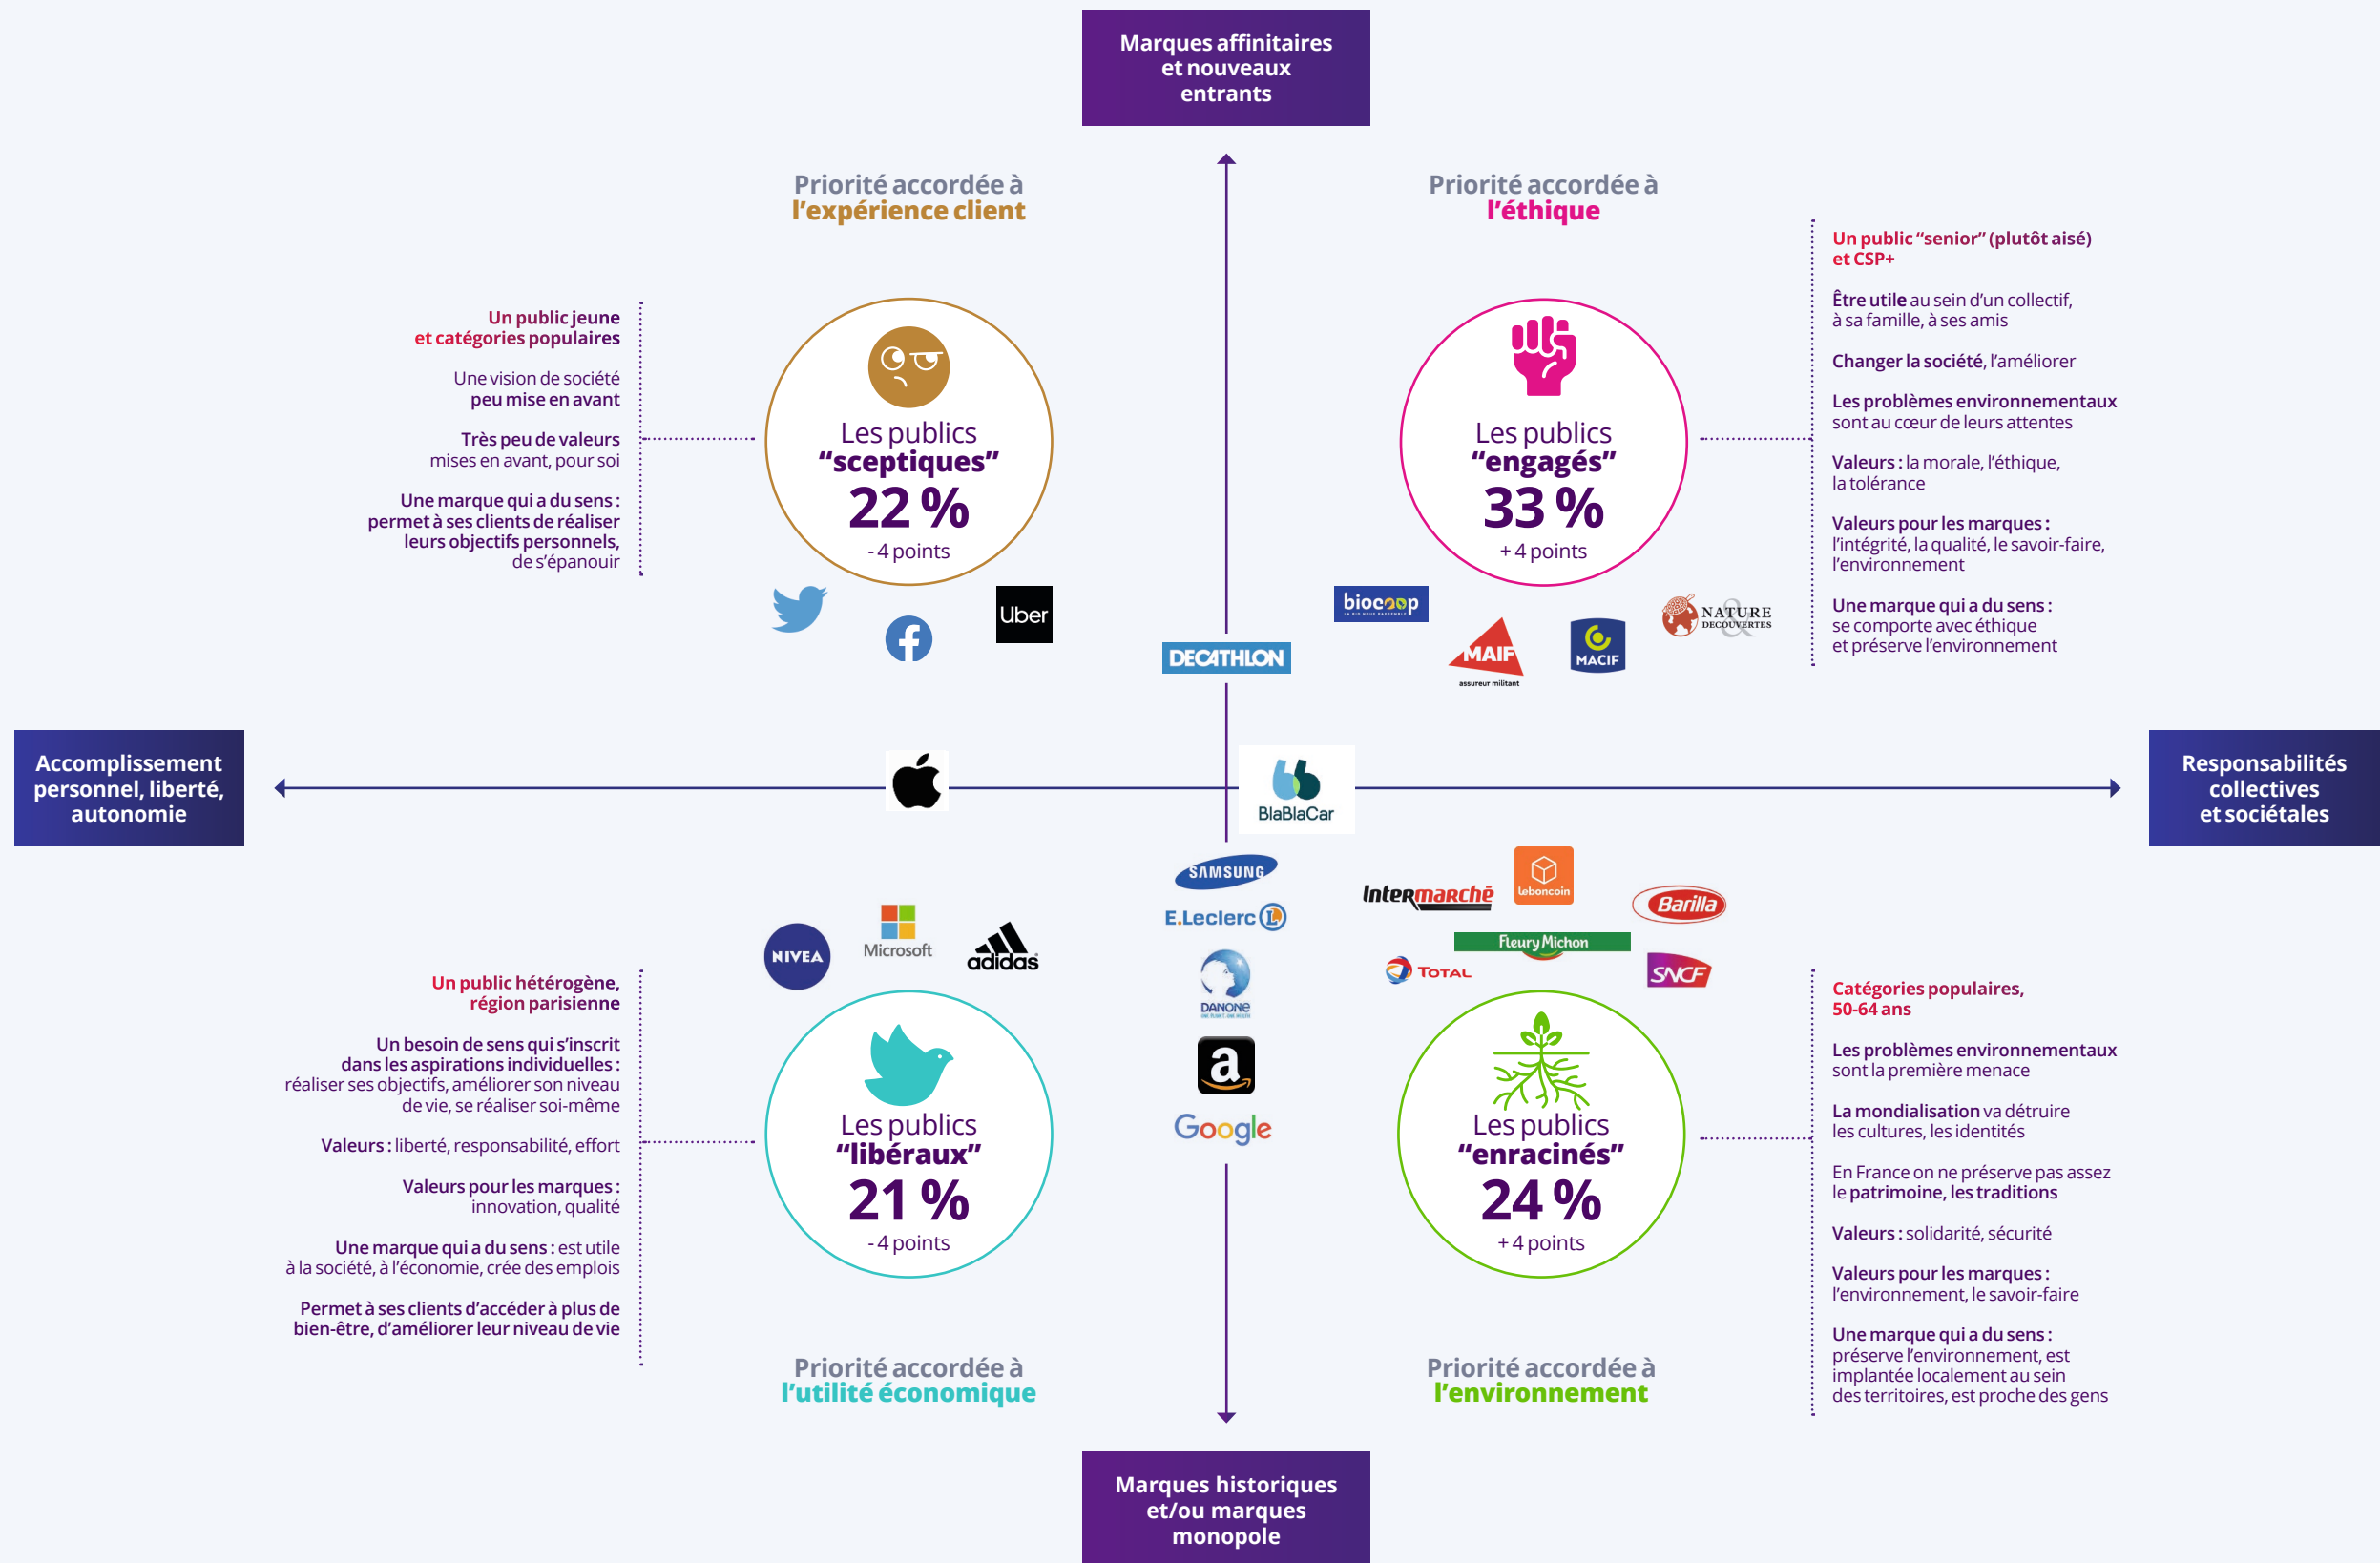 Marques affinitaires
et nouveaux
entrants
Priorité accordée à
l’expérience client
Un public jeune
et catégories populaires
Une vision de société
peu mise en avant
Très peu de valeurs
mises en avant, pour soi
Une marque qui a du sens :
permet à ses clients de réaliser
leurs objectifs personnels,
de s’épanouir
Les publics
“sceptiques”
22 %
- 4 points
Uber
Priorité accordée à
l’éthique
Les publics
“engagés”
33 %
+ 4 points
Un public “senior” (plutôt aisé)
et CSP+
Être utile au sein d’un collectif,
à sa famille, à ses amis
Changer la société, l’améliorer
Les problèmes environnementaux
sont au cœur de leurs attentes
Valeurs : la morale, l’éthique,
la tolérance
Valeurs pour les marques :
l’intégrité, la qualité, le savoir-faire,
l’environnement
Une marque qui a du sens :
se comporte avec éthique
et préserve l’environnement
biocoop
LA BIO NOUS RASSEMBLE
MAIF
assureur militant
MACIF
NATURE
&
DECOUVERTES
DECATHLON
Accomplissement
personnel, liberté,
autonomie
BlaBlaCar
Responsabilités
collectives
et sociétales
SAMSUNG
E.Leclerc L
DANONE
ONE PLANET. ONE HEALTH
a
Google
NIVEA
Microsoft
adidas
Intermarchē
leboncoin
Barilla
Fleury Michon
TOTAL
SNCF
Un public hétérogène,
région parisienne
Un besoin de sens qui s’inscrit
dans les aspirations individuelles :
réaliser ses objectifs, améliorer son niveau
de vie, se réaliser soi-même
Valeurs : liberté, responsabilité, effort
Valeurs pour les marques :
innovation, qualité
Une marque qui a du sens : est utile
à la société, à l’économie, crée des emplois
Permet à ses clients d’accéder à plus de
bien-être, d’améliorer leur niveau de vie
Les publics
“libéraux”
21 %
- 4 points
Priorité accordée à
l’utilité économique
Les publics
“enracinés”
24 %
+ 4 points
Priorité accordée à
l’environnement
Catégories populaires,
50-64 ans
Les problèmes environnementaux
sont la première menace
La mondialisation va détruire
les cultures, les identités
En France on ne préserve pas assez
le patrimoine, les traditions
Valeurs : solidarité, sécurité
Valeurs pour les marques :
l’environnement, le savoir-faire
Une marque qui a du sens :
préserve l’environnement, est
implantée localement au sein
des territoires, est proche des gens
Marques historiques
et/ou marques
monopole